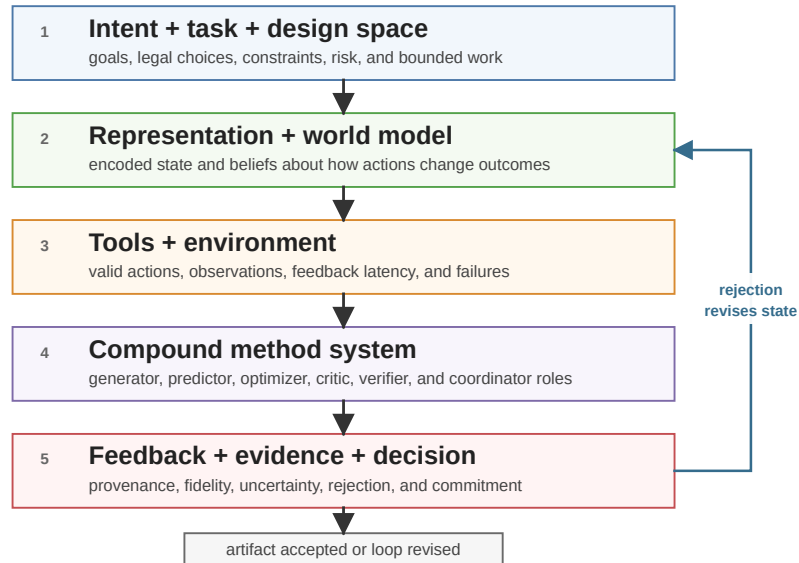 1
Intent + task + design space
goals, legal choices, constraints, risk, and bounded work
2
Representation + world model
encoded state and beliefs about how actions change outcomes
3
Tools + environment
valid actions, observations, feedback latency, and failures
rejection
revises state
4
Compound method system
generator, predictor, optimizer, critic, verifier, and coordinator roles
5
Feedback + evidence + decision
provenance, fidelity, uncertainty, rejection, and commitment
artifact accepted or loop revised